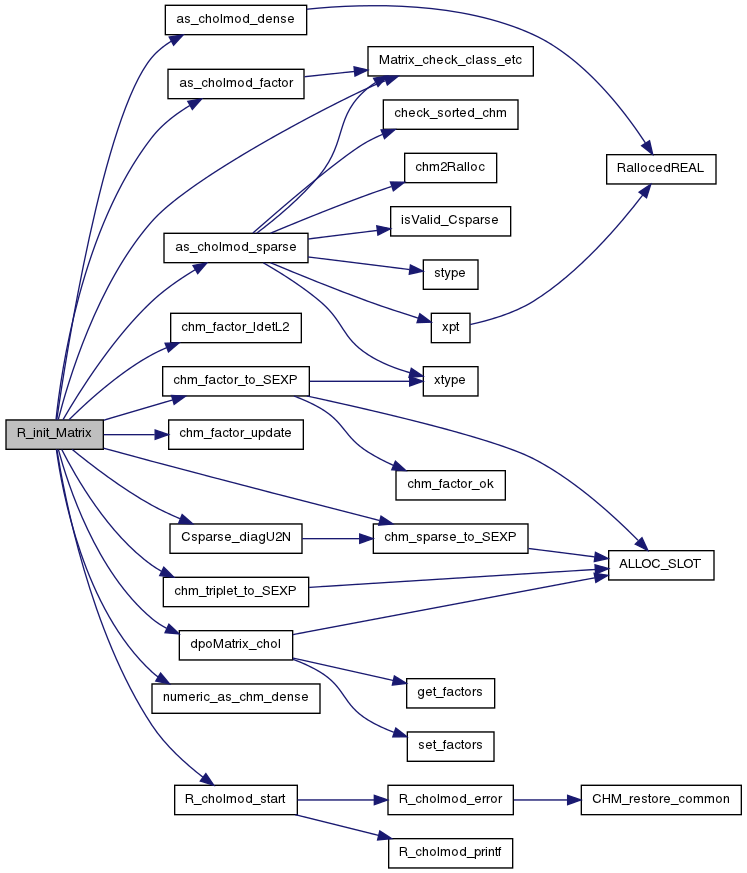 as_cholmod_dense
Matrix_check_class_etc
as_cholmod_factor
check_sorted_chm
chm2Ralloc
RallocedREAL
isValid_Csparse
as_cholmod_sparse
stype
chm_factor_ldetL2
xpt
chm_factor_to_SEXP
xtype
R_init_Matrix
chm_factor_update
chm_factor_ok
Csparse_diagU2N
chm_sparse_to_SEXP
ALLOC_SLOT
chm_triplet_to_SEXP
dpoMatrix_chol
get_factors
numeric_as_chm_dense
set_factors
R_cholmod_start
R_cholmod_error
CHM_restore_common
R_cholmod_printf